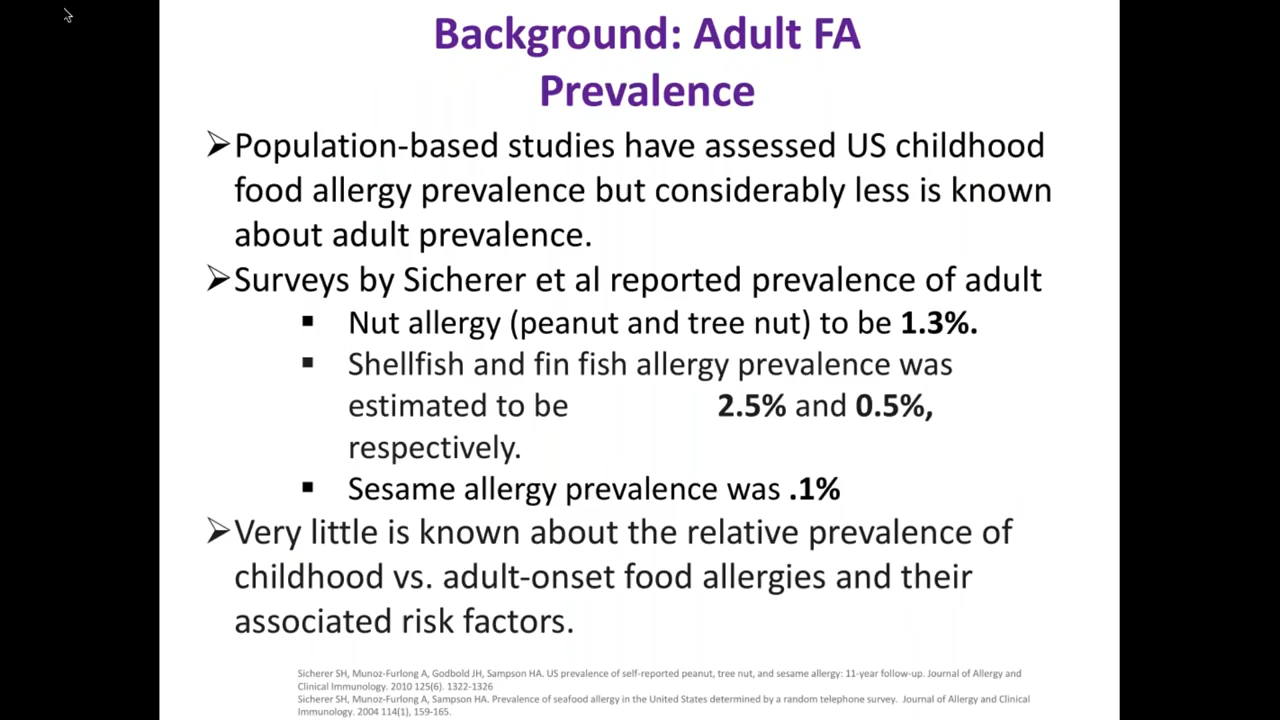 Background: Adult FA
Prevalence
➢Population-based studies have assessed US childhood
food allergy prevalence but considerably less is known
about adult prevalence.
➢Surveys by Sicherer et al reported prevalence of adult
▪ Nut allergy (peanut and tree nut) to be 1.3%.
▪ Shellfish and fin fish allergy prevalence was
estimated to be 2.5% and 0.5%,
respectively.
▪ Sesame allergy prevalence was .1%
➢Very little is known about the relative prevalence of
childhood vs. adult-onset food allergies and their
associated risk factors.
Sicherer SH, Munoz-Furlong A, Godbold JH, Sampson HA. US prevalence of self-reported peanut, tree nut, and sesame allergy: 11-year follow-up. Journal of Allergy and
Clinical Immunology. 2010 125(6). 1322-1326
Sicherer SH, Munoz-Furlong A, Sampson HA. Prevalence of seafood allergy in the United States determined by a random telephone survey. Journal of Allergy and Clinical
Immunology. 2004 114(1), 159-165.